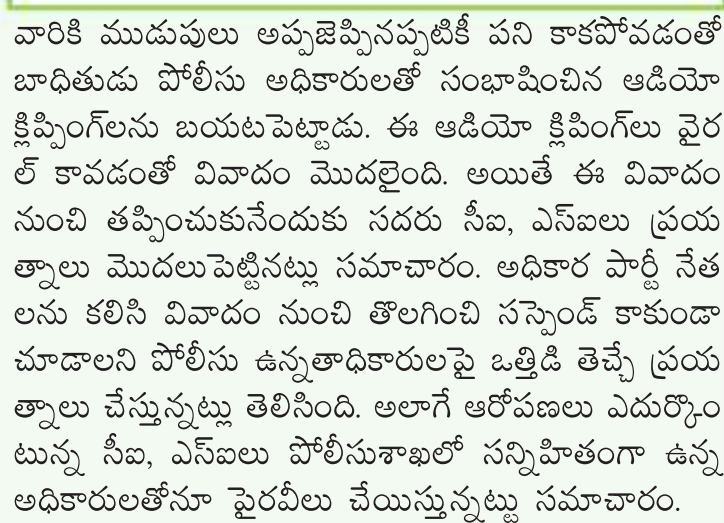 వారికి ముడుపులు అప్పజెప్పినప్పటికీ పని కాకపోవడంతో
బాధితుడు పోలీసు అధికారులతో సంభాషించిన ఆడియో
క్లిప్పింగ్‌లను బయటపెట్టాడు. ఈ ఆడియో క్లిపింగ్‌లు వైర
ల్ కావడంతో వివాదం మొదలైంది. అయితే ఈ వివాదం
నుంచి తప్పించుకునేందుకు సదరు సీఐ, ఎస్ఐలు ప్రయ
త్నాలు మొదలుపెట్టినట్లు సమాచారం. అధికార పార్టీ నేత
లను కలిసి వివాదం నుంచి తొలగించి సస్పెండ్ కాకుండా
చూడాలని పోలీసు ఉన్నతాధికారులపై ఒత్తిడి తెచ్చే ప్రయ
త్నాలు చేస్తున్నట్లు తెలిసింది. అలాగే ఆరోపణలు ఎదుర్కొం
టున్న సీఐ, ఎస్ఐలు పోలీసుశాఖలో సన్నిహితంగా ఉన్న
అధికారులతోనూ పైరవీలు చేయిస్తున్నట్టు సమాచారం.